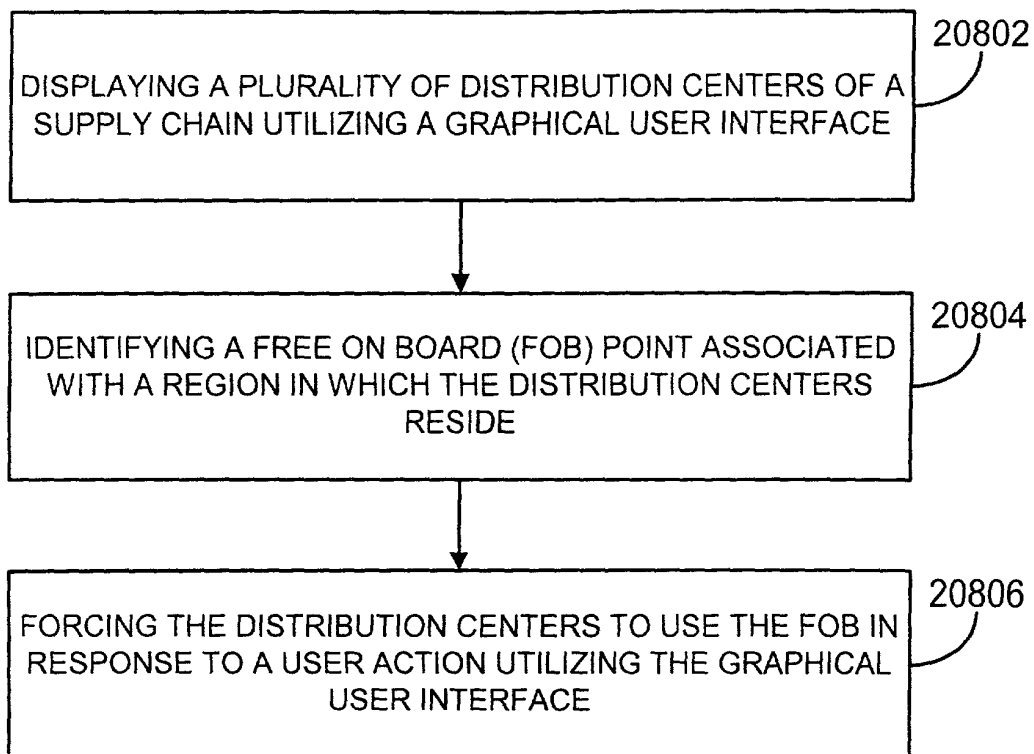 20802
DISPLAYING A PLURALITY OF DISTRIBUTION CENTERS OF A
SUPPLY CHAIN UTILIZING A GRAPHICAL USER INTERFACE
20804
IDENTIFYING A FREE ON BOARD (FOB) POINT ASSOCIATED
WITH A REGION IN WHICH THE DISTRIBUTION CENTERS
RESIDE
20806
FORCING THE DISTRIBUTION CENTERS TO USE THE FOB IN
RESPONSE TO A USER ACTION UTILIZING THE GRAPHICAL
USER INTERFACE